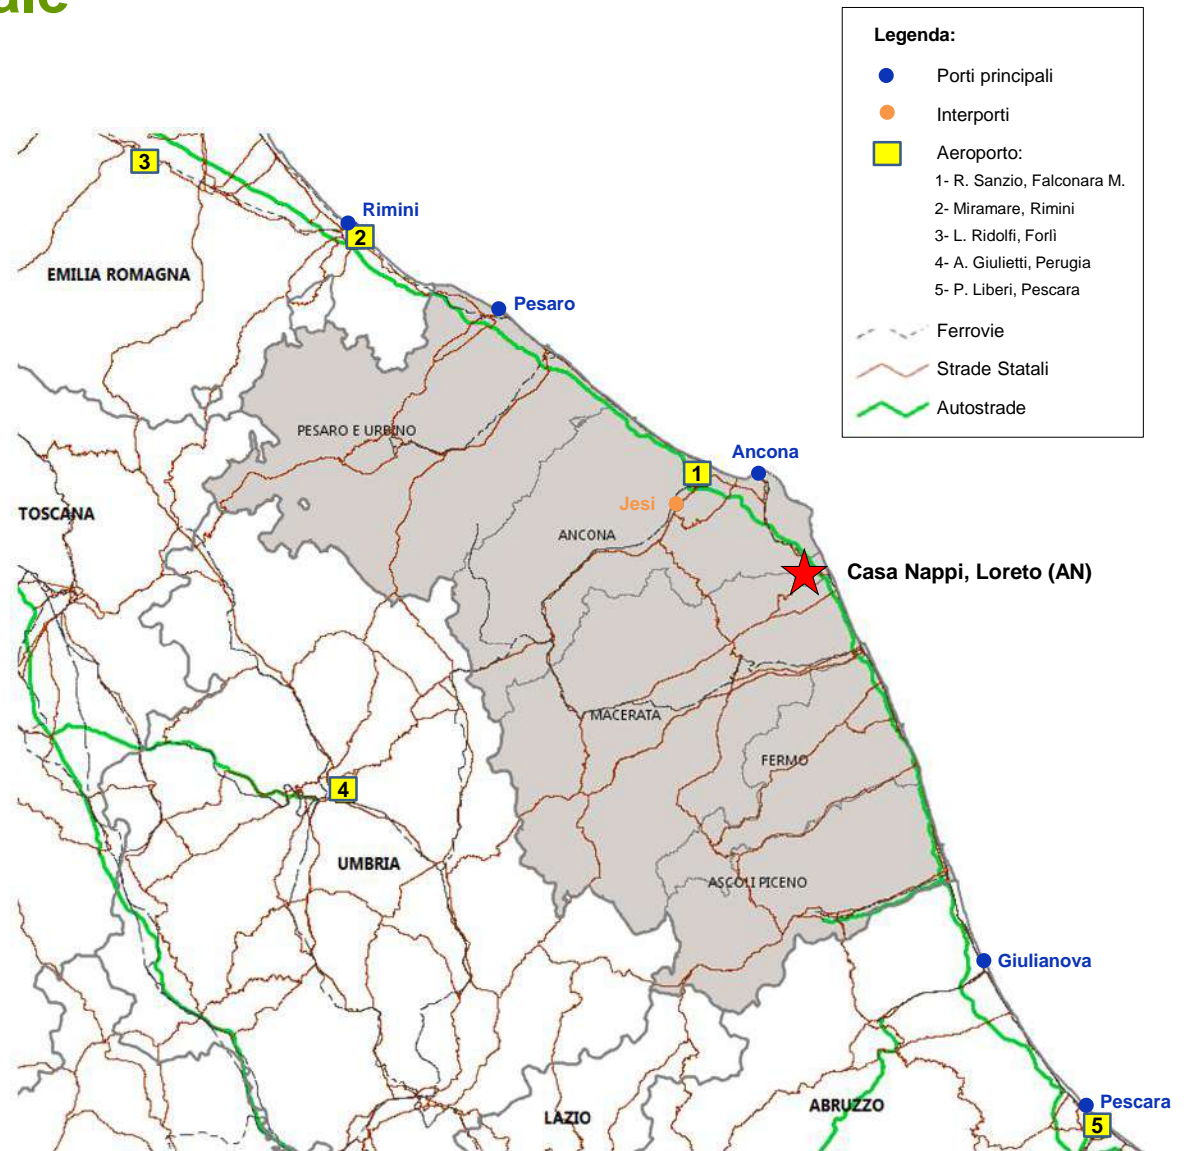 Legenda:
Porti principali
Interporti
Aeroporto:
1- R. Sanzio, Falconara M.
2- Miramare, Rimini
3- L. Ridolfi, Forlì
4- A. Giulietti, Perugia
5- P. Liberi, Pescara
Ferrovie
Strade Statali
Autostrade
3
Rimini
2
EMILIA ROMAGNA
Pesaro
PESARO E URBINO
Ancona
1
Jesi
TOSCANA
ANCONA
Casa Nappi, Loreto (AN)
MACERATA
FERMO
4
UMBRIA
ASCOLI PICENO
Giulianova
Pescara
ABRUZZO
LAZIO
5